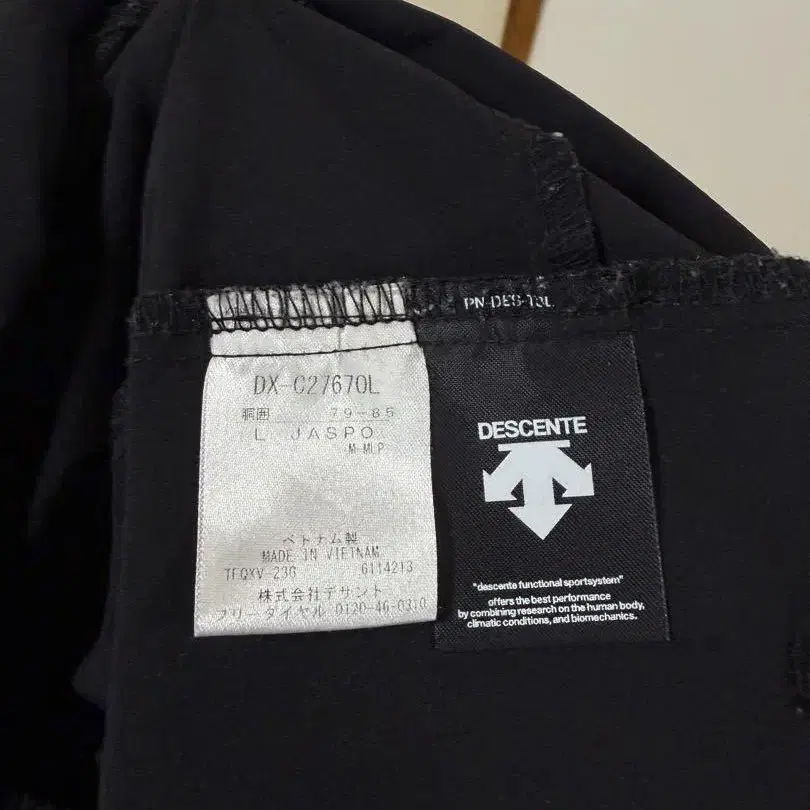 PN-DES-13L
DX-C27670L
胴囲 79-85
L JASPO
M-MLP
ベトナム製
MADE IN VIETNAM
TFQXV-236 6114213
株式会社デサント
フリーダイヤル 0120-46-0310
DESCENTE
"descente functional sportsystem"
offers the best performance
by combining research on the human body,
climatic conditions, and biomechanics.